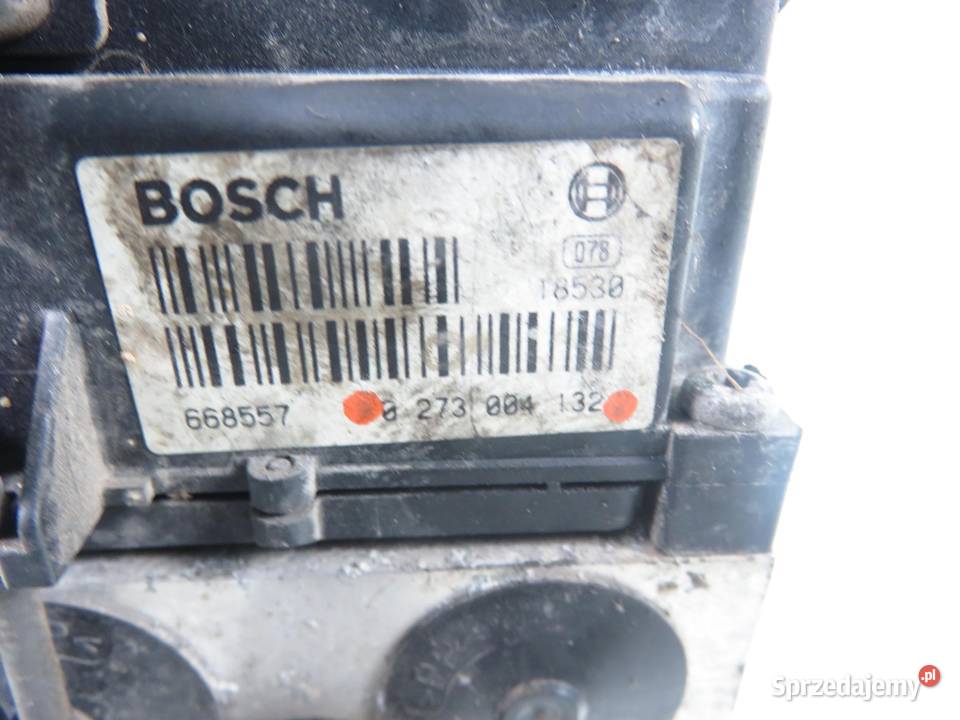 BOSCH
078
18530
668557 0 273 004 132
Sprzedajemy.pl